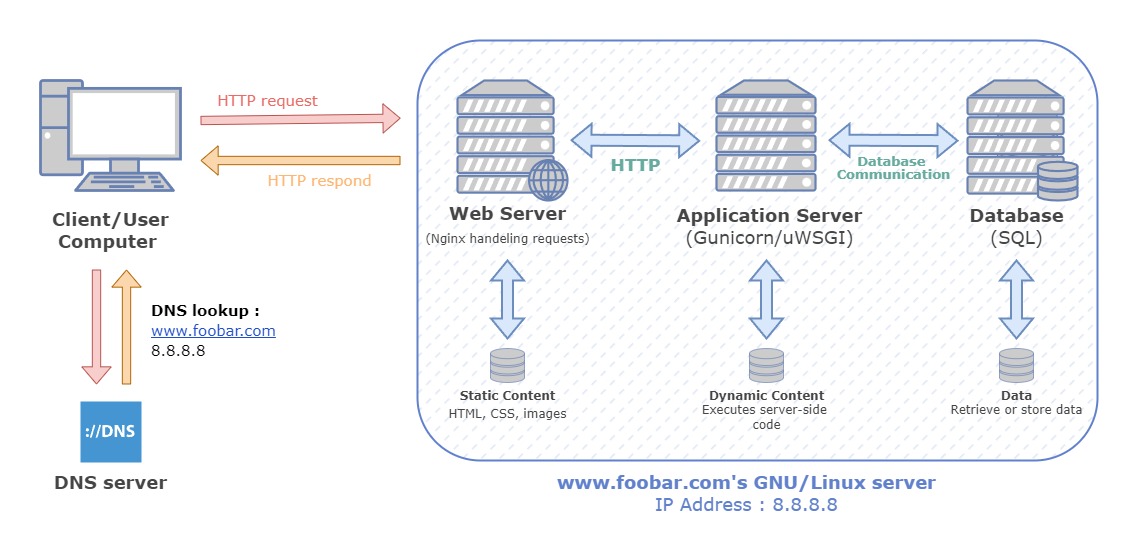 HTTP request
HTTP respond
Client/User
Computer
DNS lookup :
www.foobar.com
8.8.8.8
://DNS
DNS server
HTTP
Database
Communication
Web Server
(Nginx handeling requests)
Application Server
(Gunicorn/uWSGI)
Database
(SQL)
Static Content
HTML, CSS, images
Dynamic Content
Executes server-side
code
Data
Retrieve or store data
www.foobar.com's GNU/Linux server
IP Address : 8.8.8.8